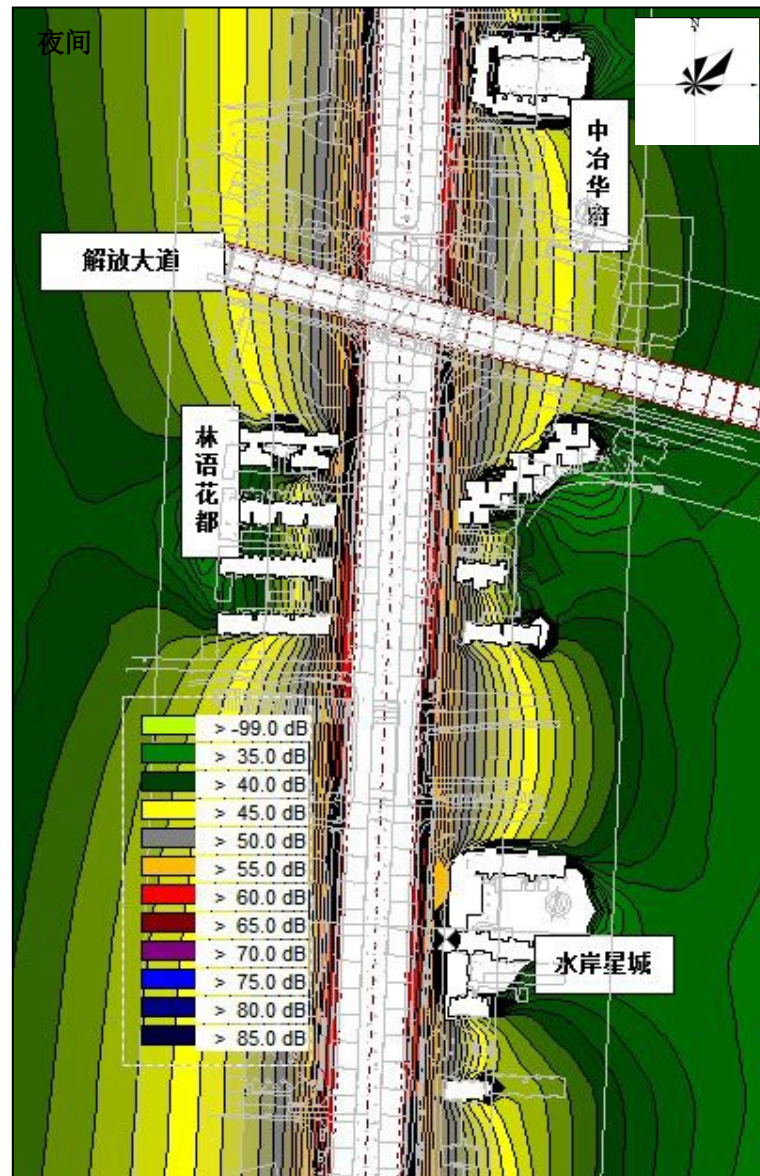 夜间
N
中冶华府
解放大道
林语花都
> -99.0 dB
> 35.0 dB
> 40.0 dB
> 45.0 dB
> 50.0 dB
> 55.0 dB
> 60.0 dB
> 65.0 dB
> 70.0 dB
> 75.0 dB
> 80.0 dB
> 85.0 dB
水岸星城